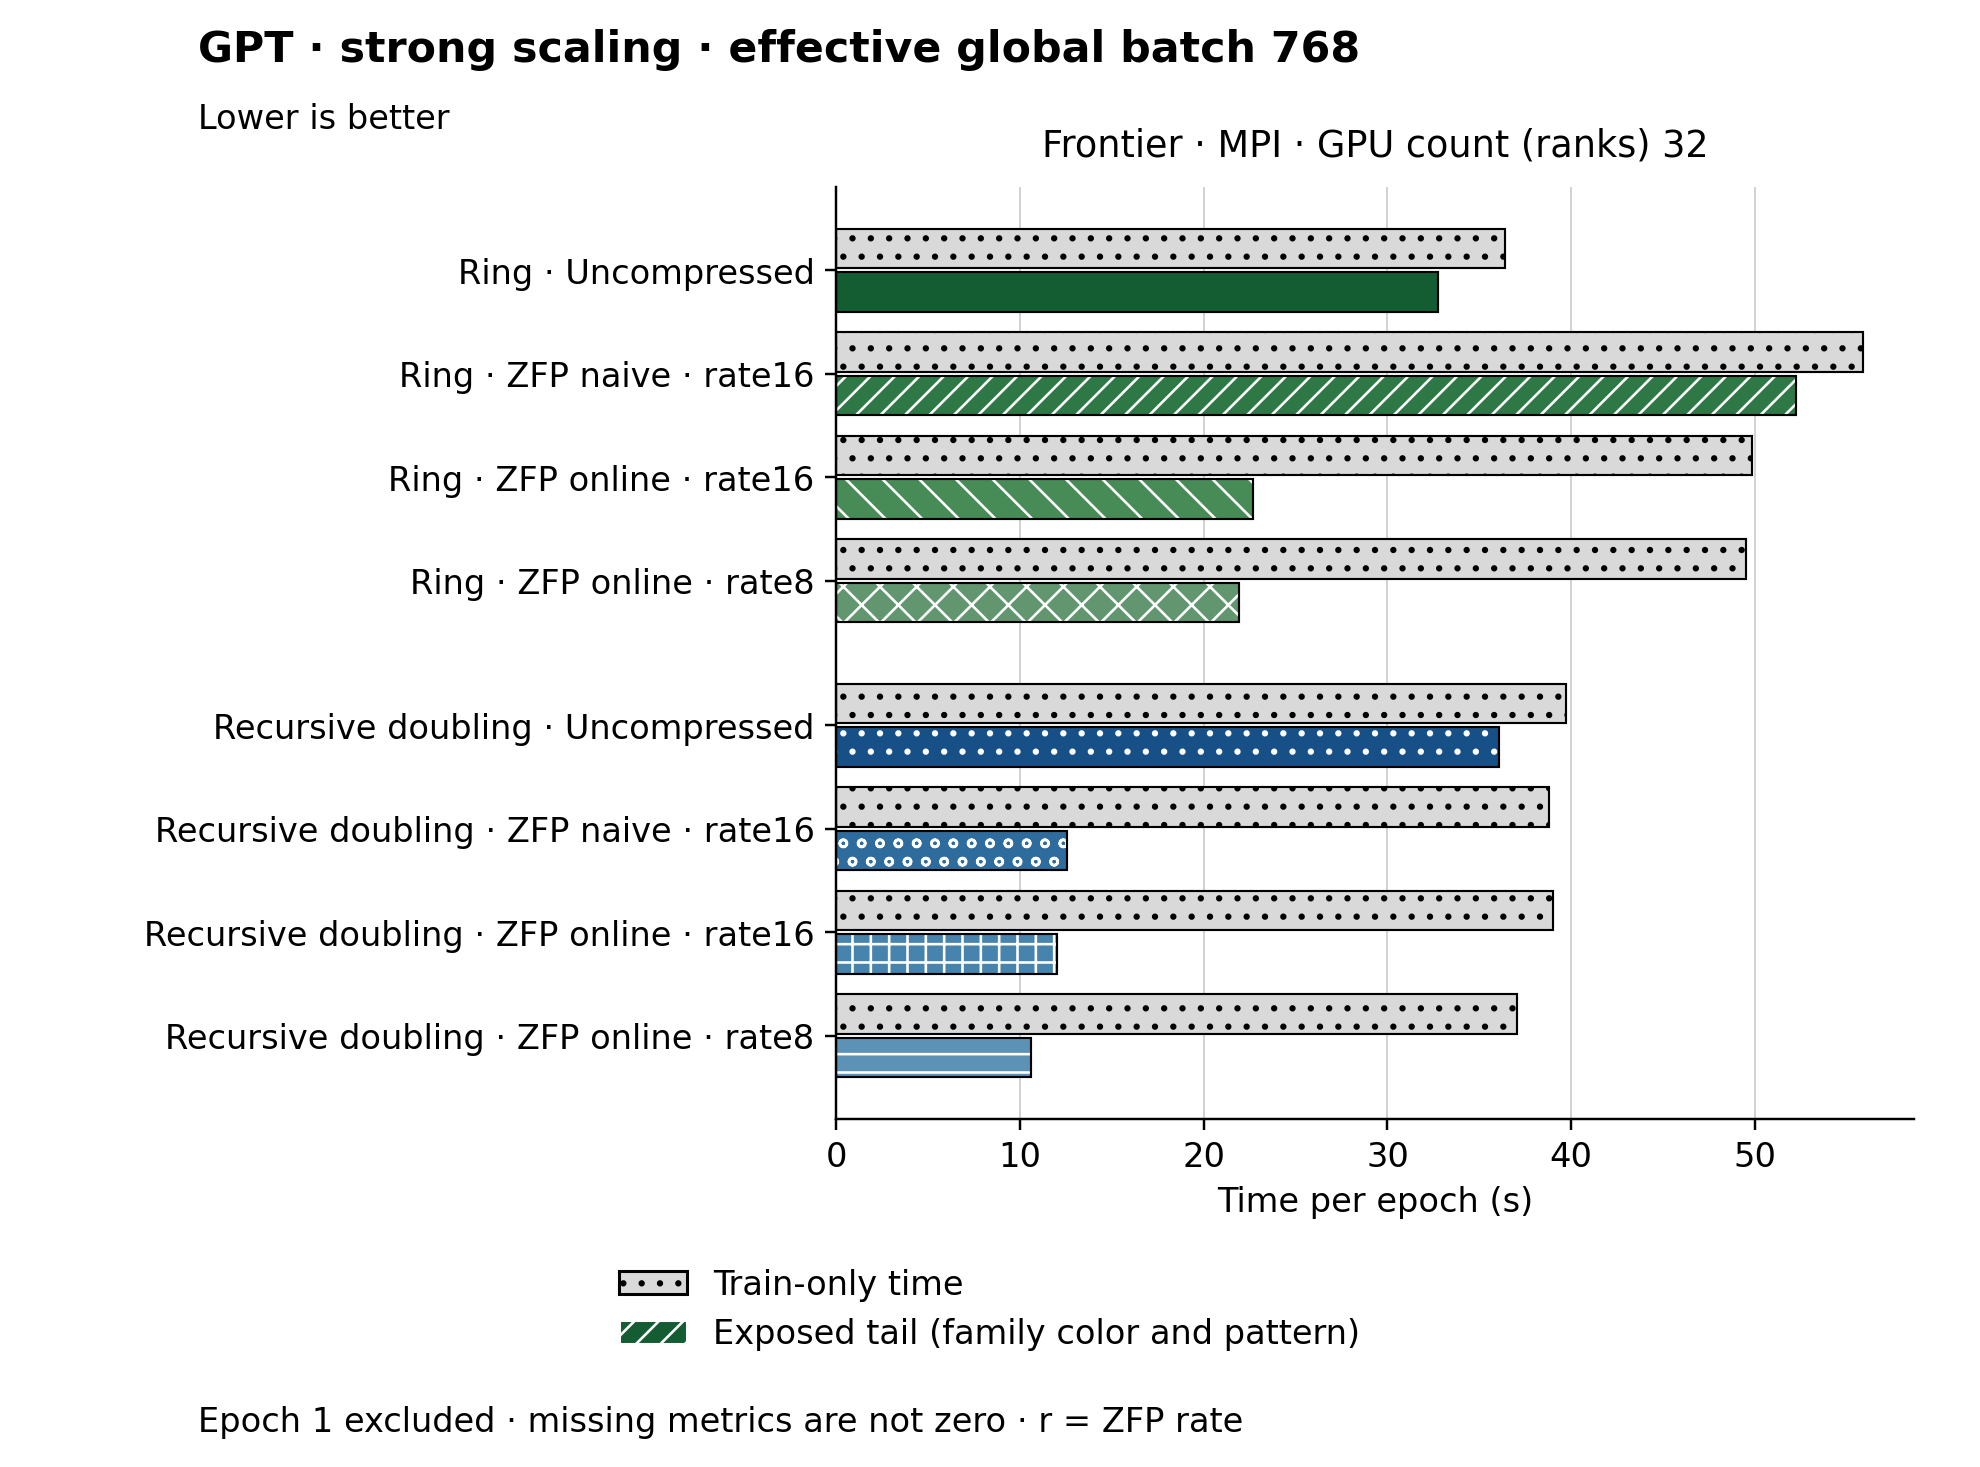 GPT · strong scaling · effective global batch 768
Lower is better
Frontier · MPI · GPU count (ranks) 32
Ring · Uncompressed
Ring · ZFP naive · rate16
Ring · ZFP online · rate16
Ring · ZFP online · rate8
Recursive doubling · Uncompressed
Recursive doubling · ZFP naive · rate16
Recursive doubling · ZFP online · rate16
Recursive doubling · ZFP online · rate8
0 10 20 30 40 50
Time per epoch (s)
Train-only time
Exposed tail (family color and pattern)
Epoch 1 excluded · missing metrics are not zero · r = ZFP rate